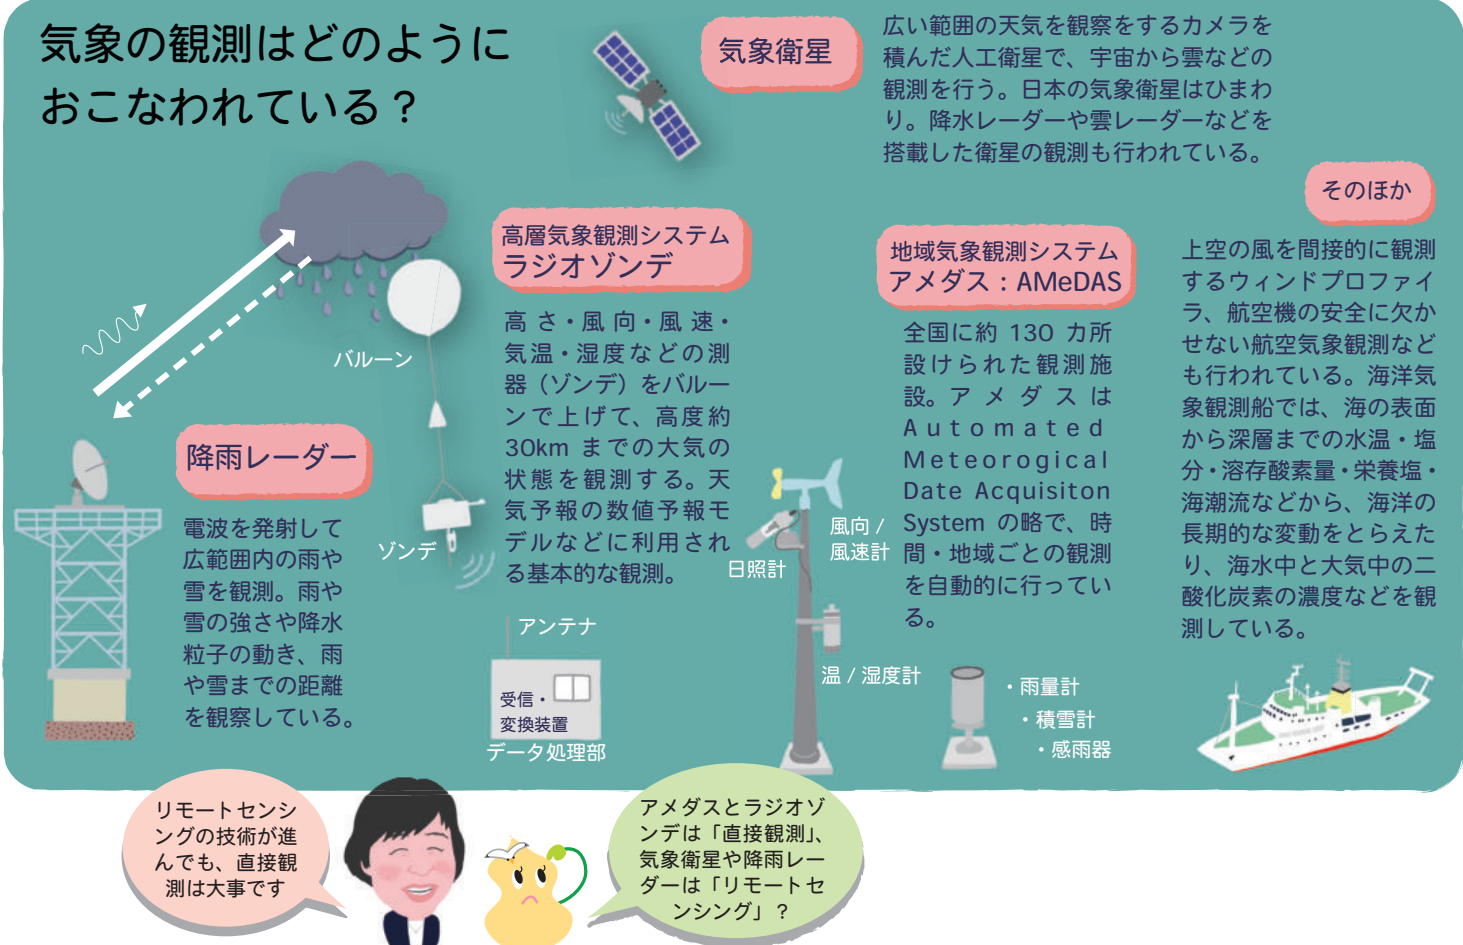 気象の観測はどのように
おこなわれている？
気象衛星
広い範囲の天気を観察をするカメラを
積んだ人工衛星で、宇宙から雲などの
観測を行う。日本の気象衛星はひまわ
り。降水レーダーや雲レーダーなどを
搭載した衛星の観測も行われている。
高層気象観測システム
ラジオゾンデ
高さ・風向・風速・
気温・湿度などの測
器（ゾンデ）をバルー
ンで上げて、高度約
30km までの大気の
状態を観測する。天
気予報の数値予報モ
デルなどに利用され
る基本的な観測。
バルーン
ゾンデ
降雨レーダー
電波を発射して
広範囲内の雨や
雪を観測。雨や
雪の強さや降水
粒子の動き、雨
や雪までの距離
を観察している。
アンテナ
受信・
変換装置
データ処理部
地域気象観測システム
アメダス：AMeDAS
全国に約 130 カ所
設けられた観測施
設。アメダスは
Automated
Meteorogical
Date Acquisiton
System の略で、時
間・地域ごとの観測
を自動的に行ってい
る。
風向 /
風速計
日照計
温 / 湿度計
・雨量計
・積雪計
・感雨器
そのほか
上空の風を間接的に観測
するウィンドプロファイ
ラ、航空機の安全に欠か
せない航空気象観測など
も行われている。海洋気
象観測船では、海の表面
から深層までの水温・塩
分・溶存酸素量・栄養塩・
海潮流などから、海洋の
長期的な変動をとらえた
り、海水中と大気中の二
酸化炭素の濃度などを観
測している。
リモートセンシ
ングの技術が進
んでも、直接観
測は大事です
アメダスとラジオゾ
ンデは「直接観測」、
気象衛星や降雨レー
ダーは「リモートセ
ンシング」？